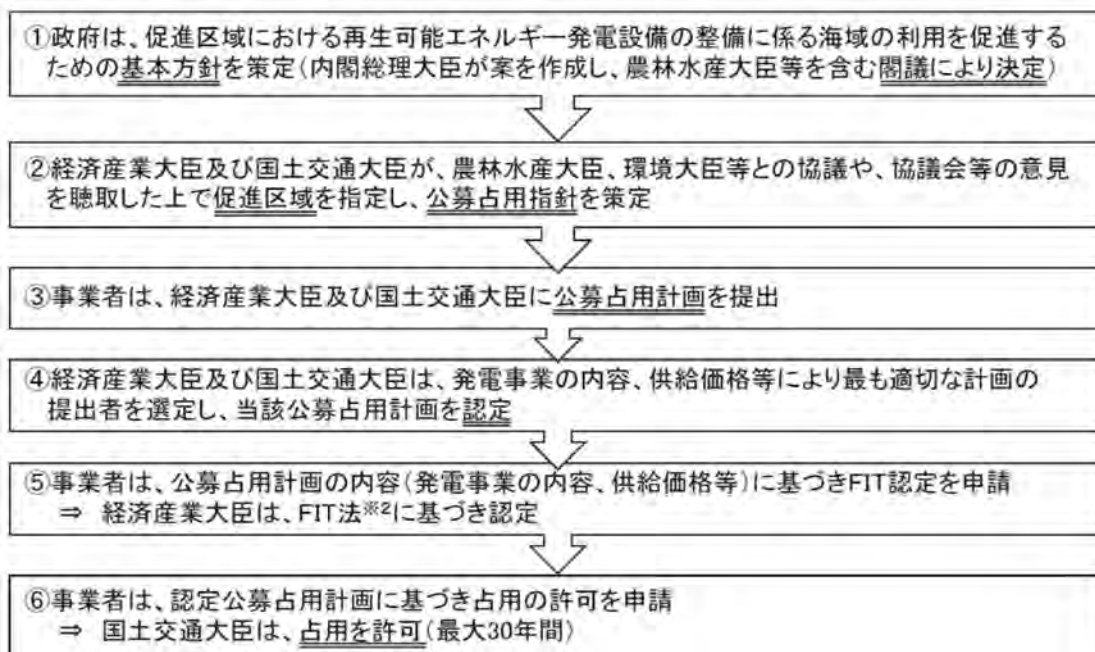 ①政府は、促進区域における再生可能エネルギー発電設備の整備に係る海域の利用を促進する
ための基本方針を策定(内閣総理大臣が案を作成し、農林水産大臣等を含む閣議により決定)
②経済産業大臣及び国土交通大臣が、農林水産大臣、環境大臣等との協議や、協議会等の意見
を聴取した上で促進区域を指定し、公募占用指針を策定
③事業者は、経済産業大臣及び国土交通大臣に公募占用計画を提出
④経済産業大臣及び国土交通大臣は、発電事業の内容、供給価格等により最も適切な計画の
提出者を選定し、当該公募占用計画を認定
⑤事業者は、公募占用計画の内容(発電事業の内容、供給価格等)に基づきFIT認定を申請
⇒ 経済産業大臣は、FIT法※2に基づき認定
⑥事業者は、認定公募占用計画に基づき占用の許可を申請
⇒ 国土交通大臣は、占用を許可(最大30年間)